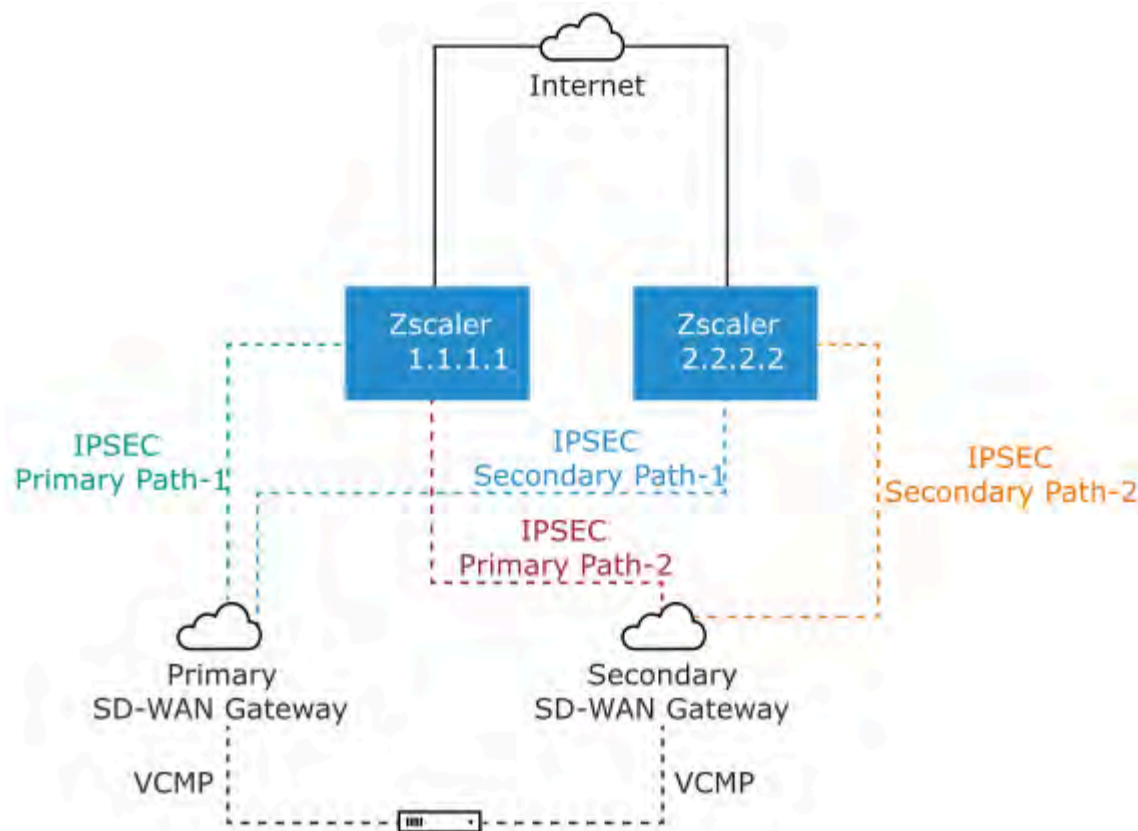 Internet
Zscaler
1.1.1.1
Zscaler
2.2.2.2
IPSEC
Primary Path-1
IPSEC
Secondary Path-1
IPSEC
Secondary Path-2
IPSEC
Primary Path-2
Primary
SD-WAN Gateway
Secondary
SD-WAN Gateway
VCMP
VCMP